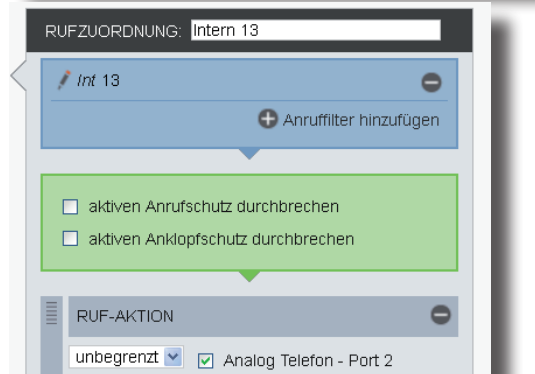 RUFZUORDNUNG: Intern 13
Int 13
Anruffilter hinzufügen
aktiven Anrufschutz durchbrechen
aktiven Anklopfschutz durchbrechen
RUF-AKTION
unbegrenzt Analog Telefon - Port 2